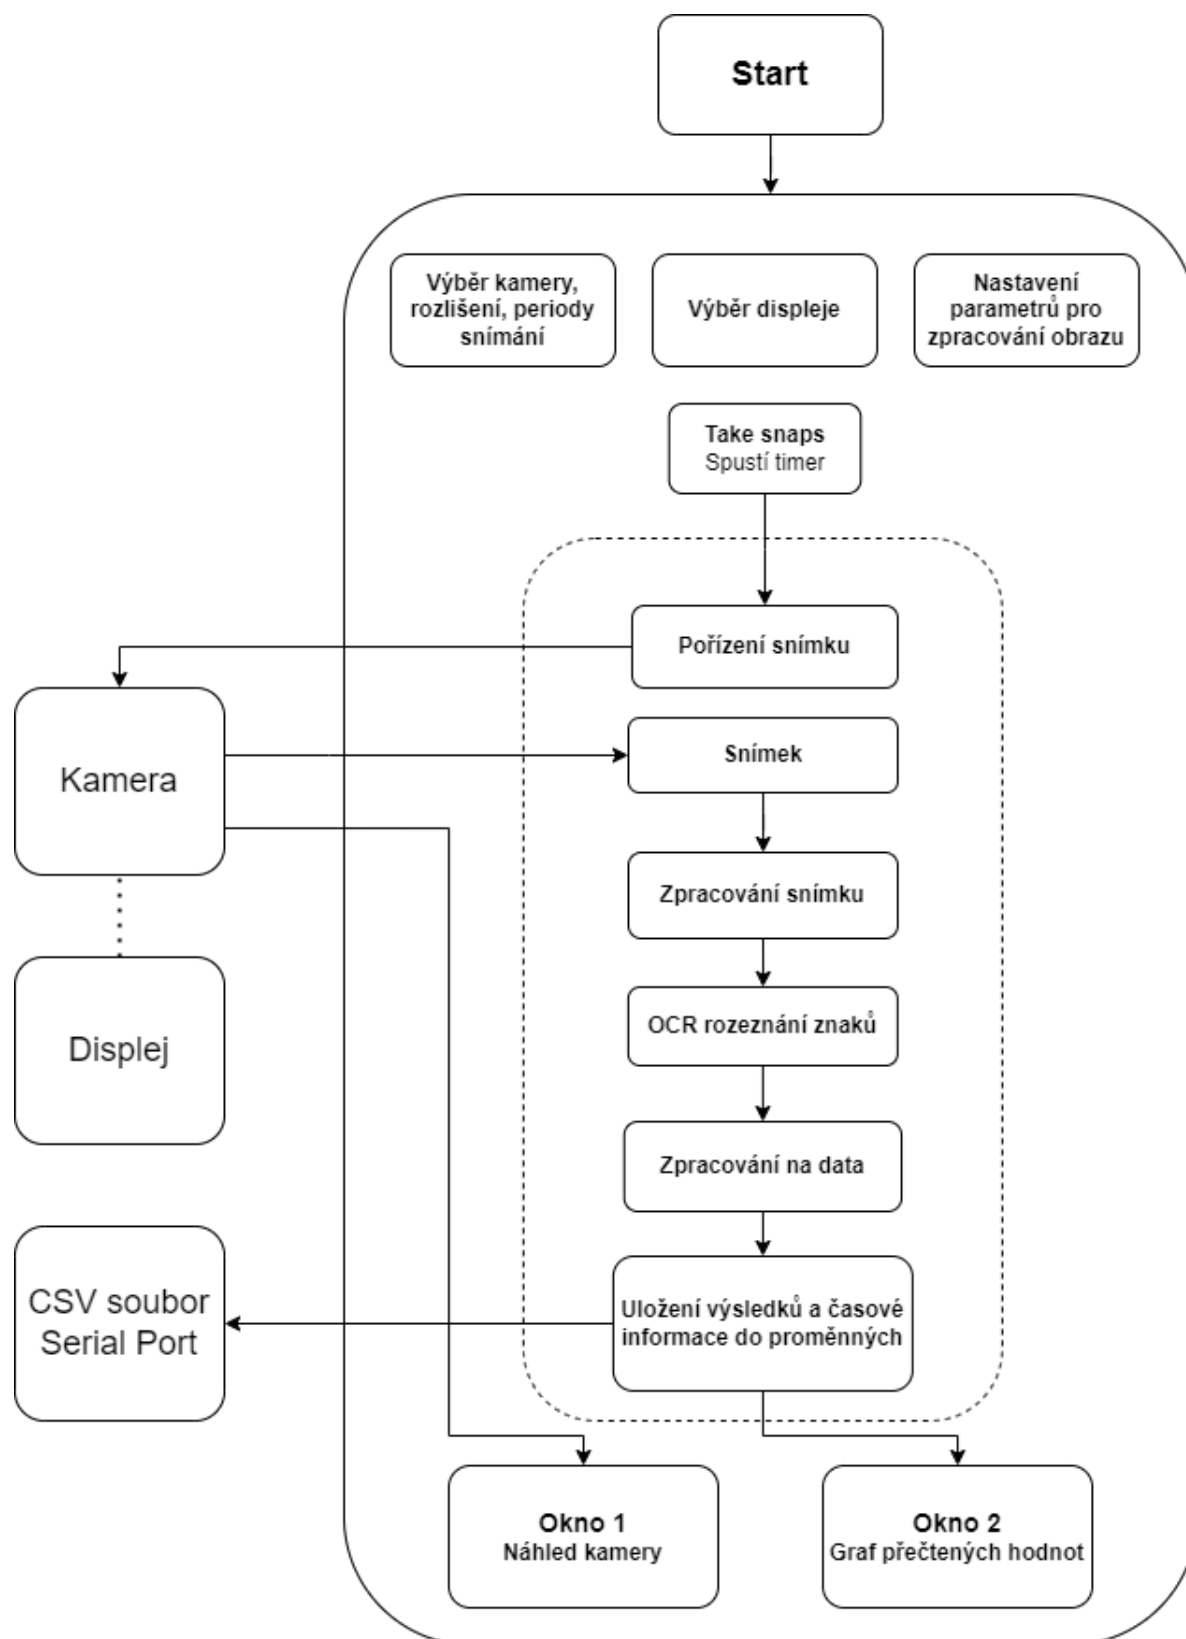 Start
Výběr kamery,
rozlišení, periody
snímání
Výběr displeje
Nastavení
parametrů pro
zpracování obrazu
Take snaps
Spustí timer
Pořízení snímku
Kamera
Snímek
Zpracování snímku
Displej
OCR rozeznání znaků
Zpracování na data
CSV soubor
Serial Port
Uložení výsledků a časové
informace do proměnných
Okno 1
Náhled kamery
Okno 2
Graf přečtených hodnot